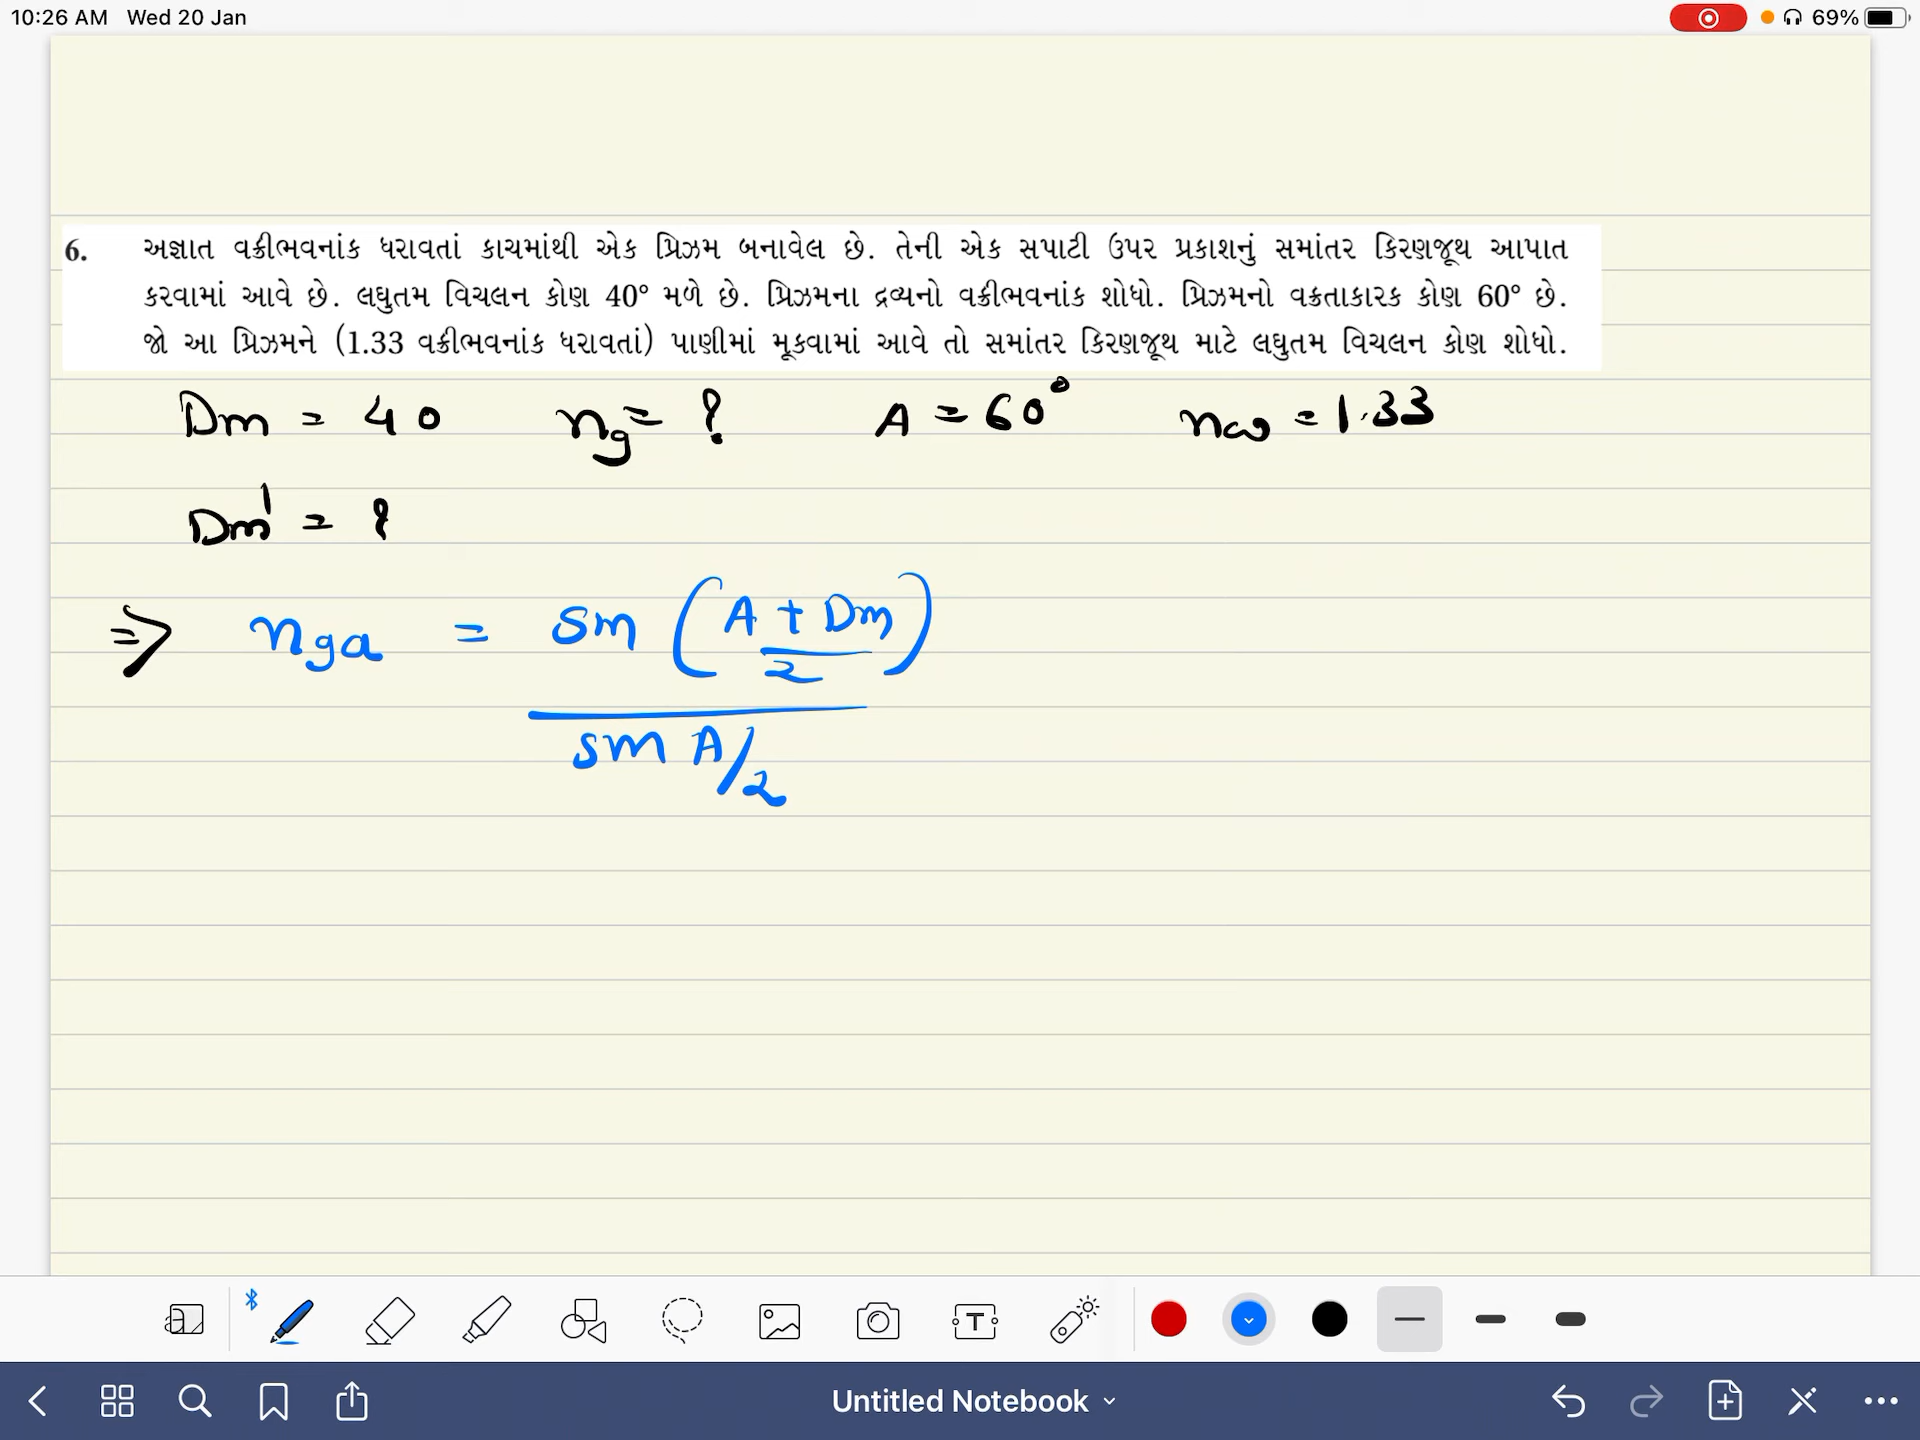 10:26 AM Wed 20 Jan 69%
6. અજ્ઞાત વક્રીભવનાંક ધરાવતાં કાચમાંથી એક પ્રિઝમ બનાવેલ છે. તેની એક સપાટી ઉપર પ્રકાશનું સમાંતર કિરણજૂથ આપાત
કરવામાં આવે છે. લઘુતમ વિચલન કોણ 40° મળે છે. પ્રિઝમના દ્રવ્યનો વક્રીભવનાંક શોધો. પ્રિઝમનો વક્રતાકારક કોણ 60° છે.
જો આ પ્રિઝમને (1.33 વક્રીભવનાંક ધરાવતાં) પાણીમાં મૂકવામાં આવે તો સમાંતર કિરણજૂથ માટે લઘુતમ વિચલન કોણ શોધો.
Dm = 40 ng = ? A = 60° nω = 1.33
Dm' = ?
⇒ nga = sin (A + Dm / 2)
sin A/2
Untitled Notebook